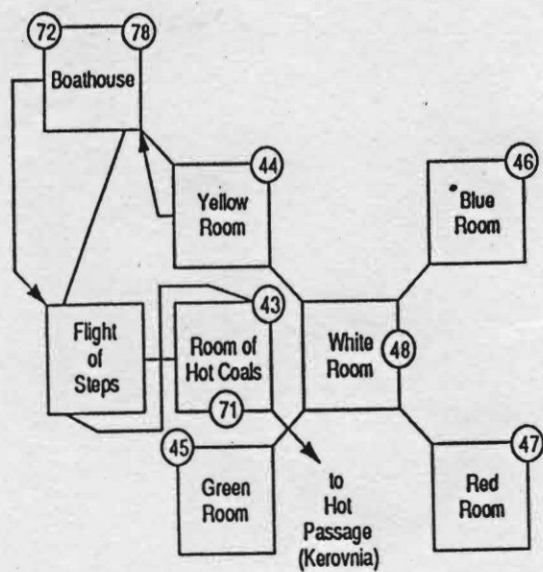 72
78
Boathouse
44
Yellow
Room
46
Blue
Room
Flight
of
Steps
43
Room of
Hot Coals
71
White
Room
48
45
Green
Room
to
Hot
Passage
(Kerovnia)
47
Red
Room